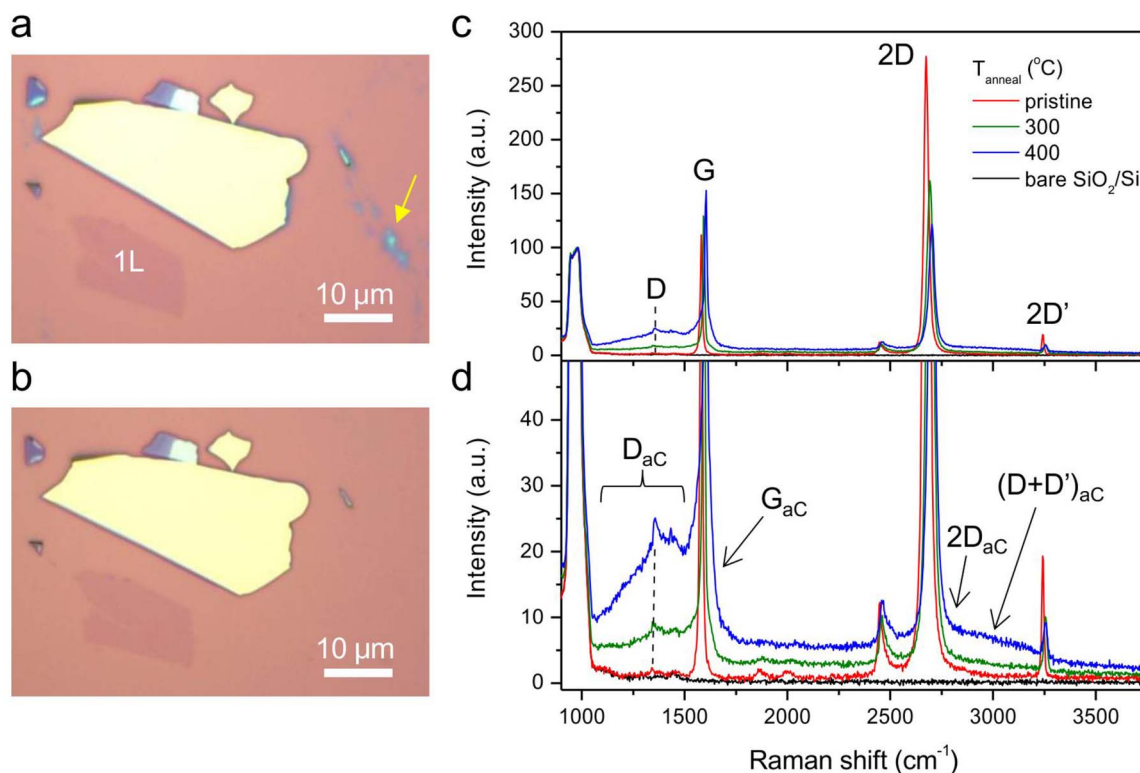 a
1L
10 μm
b
10 μm
c
300
250
200
150
100
50
0
Intensity (a.u.)
D
G
2D
2D’
T_anneal (°C)
pristine
300
400
bare SiO₂/Si
d
40
30
20
10
0
Intensity (a.u.)
D_aC
G_aC
2D_aC
(D+D’)_aC
1000 1500 2000 2500 3000 3500
Raman shift (cm⁻¹)